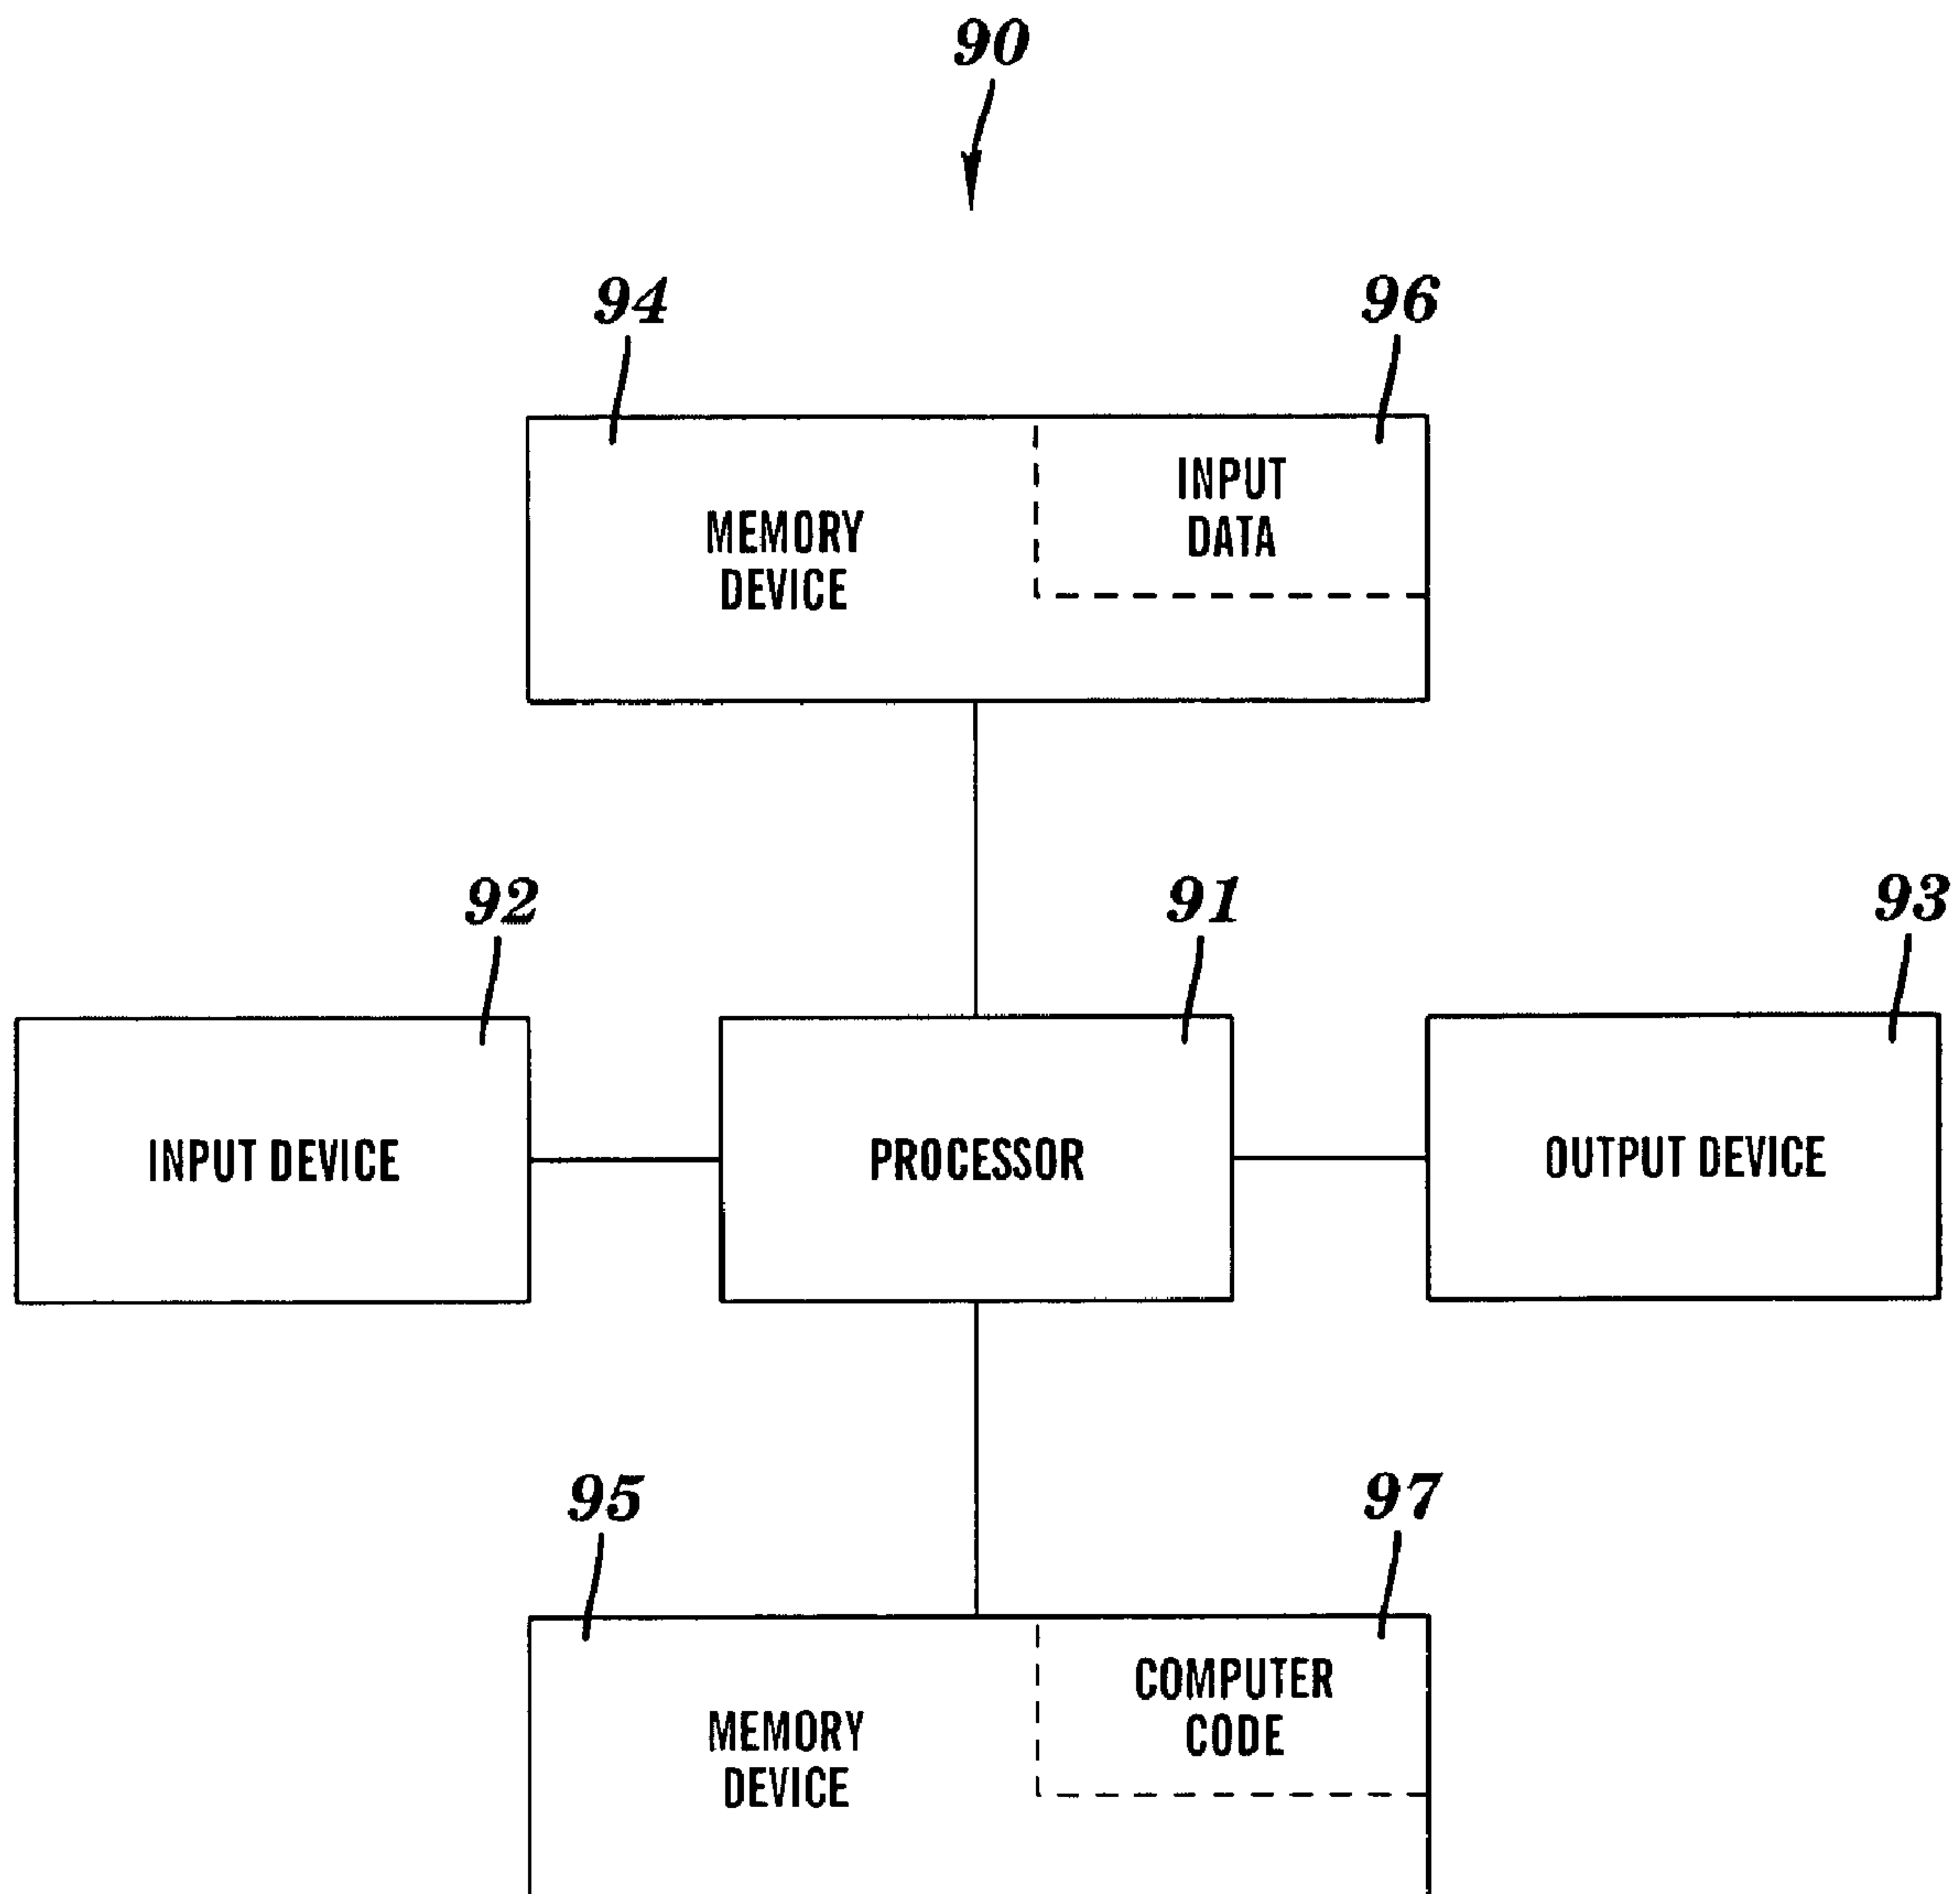 90
94
96
MEMORY
DEVICE
INPUT
DATA
92
91
93
INPUT DEVICE
PROCESSOR
OUTPUT DEVICE
95
97
MEMORY
DEVICE
COMPUTER
CODE